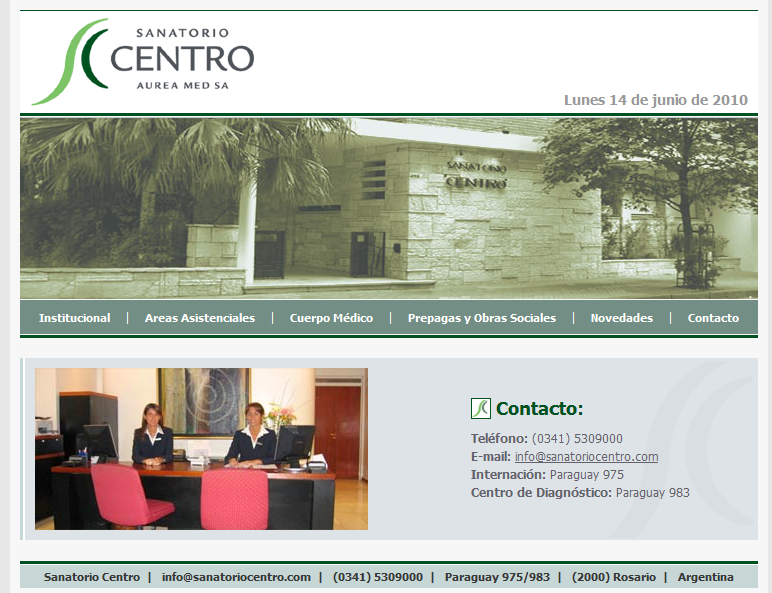 SANATORIO
CENTRO
AUREA MED SA
Lunes 14 de junio de 2010
SANATORIO
CENTRO
Institucional | Areas Asistenciales | Cuerpo Médico | Prepagas y Obras Sociales | Novedades | Contacto
Contacto:
Teléfono: (0341) 5309000
E-mail: info@sanatoriocentro.com
Internación: Paraguay 975
Centro de Diagnóstico: Paraguay 983
Sanatorio Centro | info@sanatoriocentro.com | (0341) 5309000 | Paraguay 975/983 | (2000) Rosario | Argentina